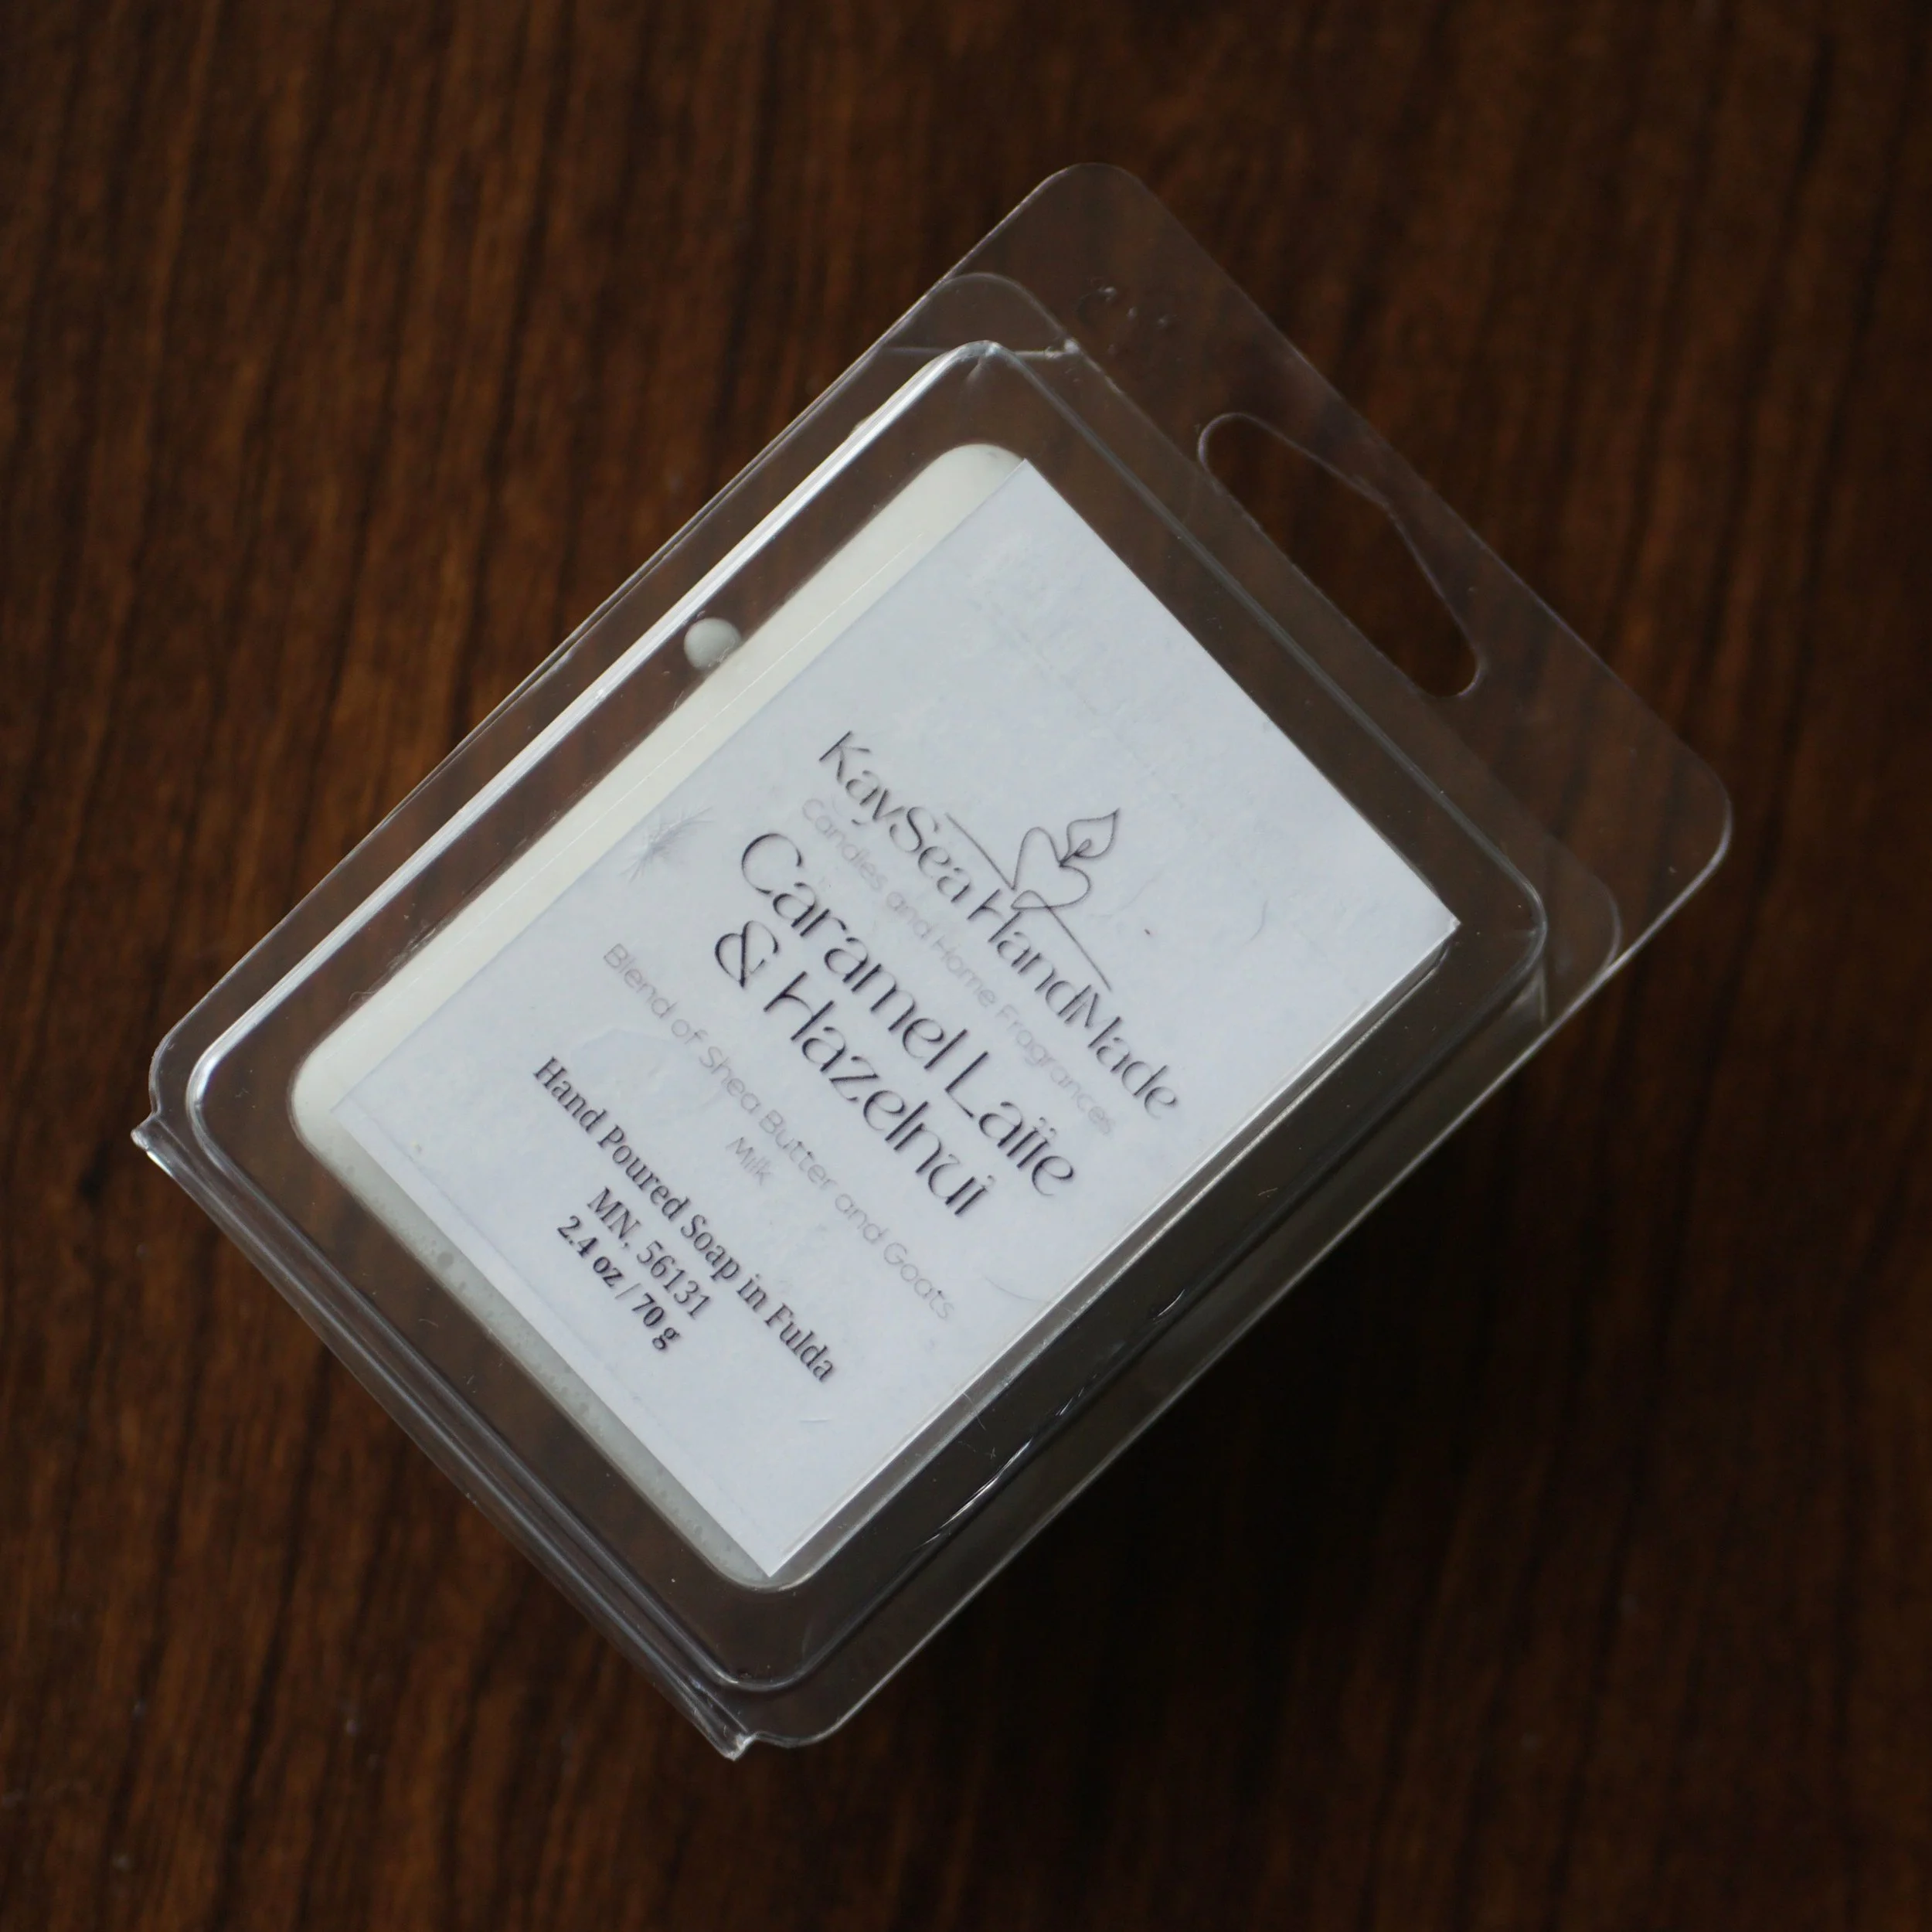 KaySea HandMade
Candles and Home Fragrances
Caramel Latte
& Hazelnut
Blend of Shea Butter and Goats
Milk
Hand Poured Soap in Fulda
MN, 56131
2.4 oz / 70 g